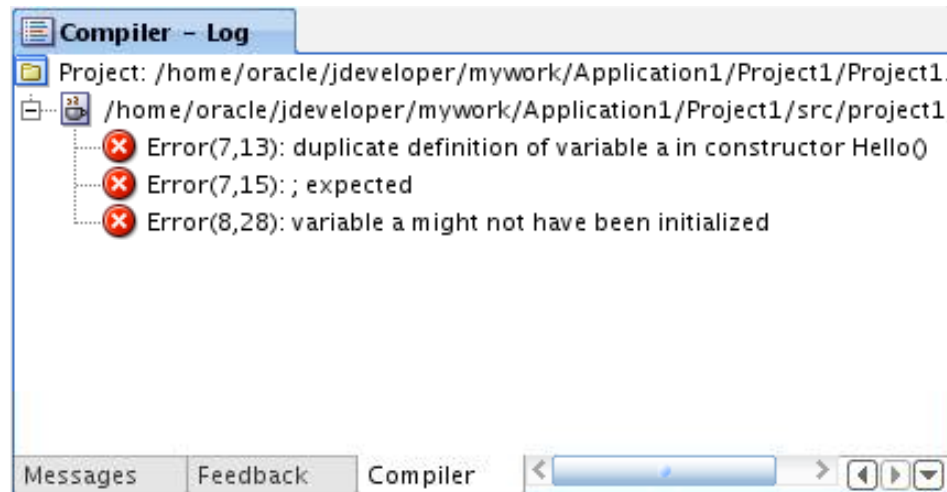 Compiler - Log
Project: /home/oracle/jdeveloper/mywork/Application1/Project1/Project1.
/home/oracle/jdeveloper/mywork/Application1/Project1/src/project1
Error(7,13): duplicate definition of variable a in constructor Hello()
Error(7,15): ; expected
Error(8,28): variable a might not have been initialized
Messages Feedback Compiler